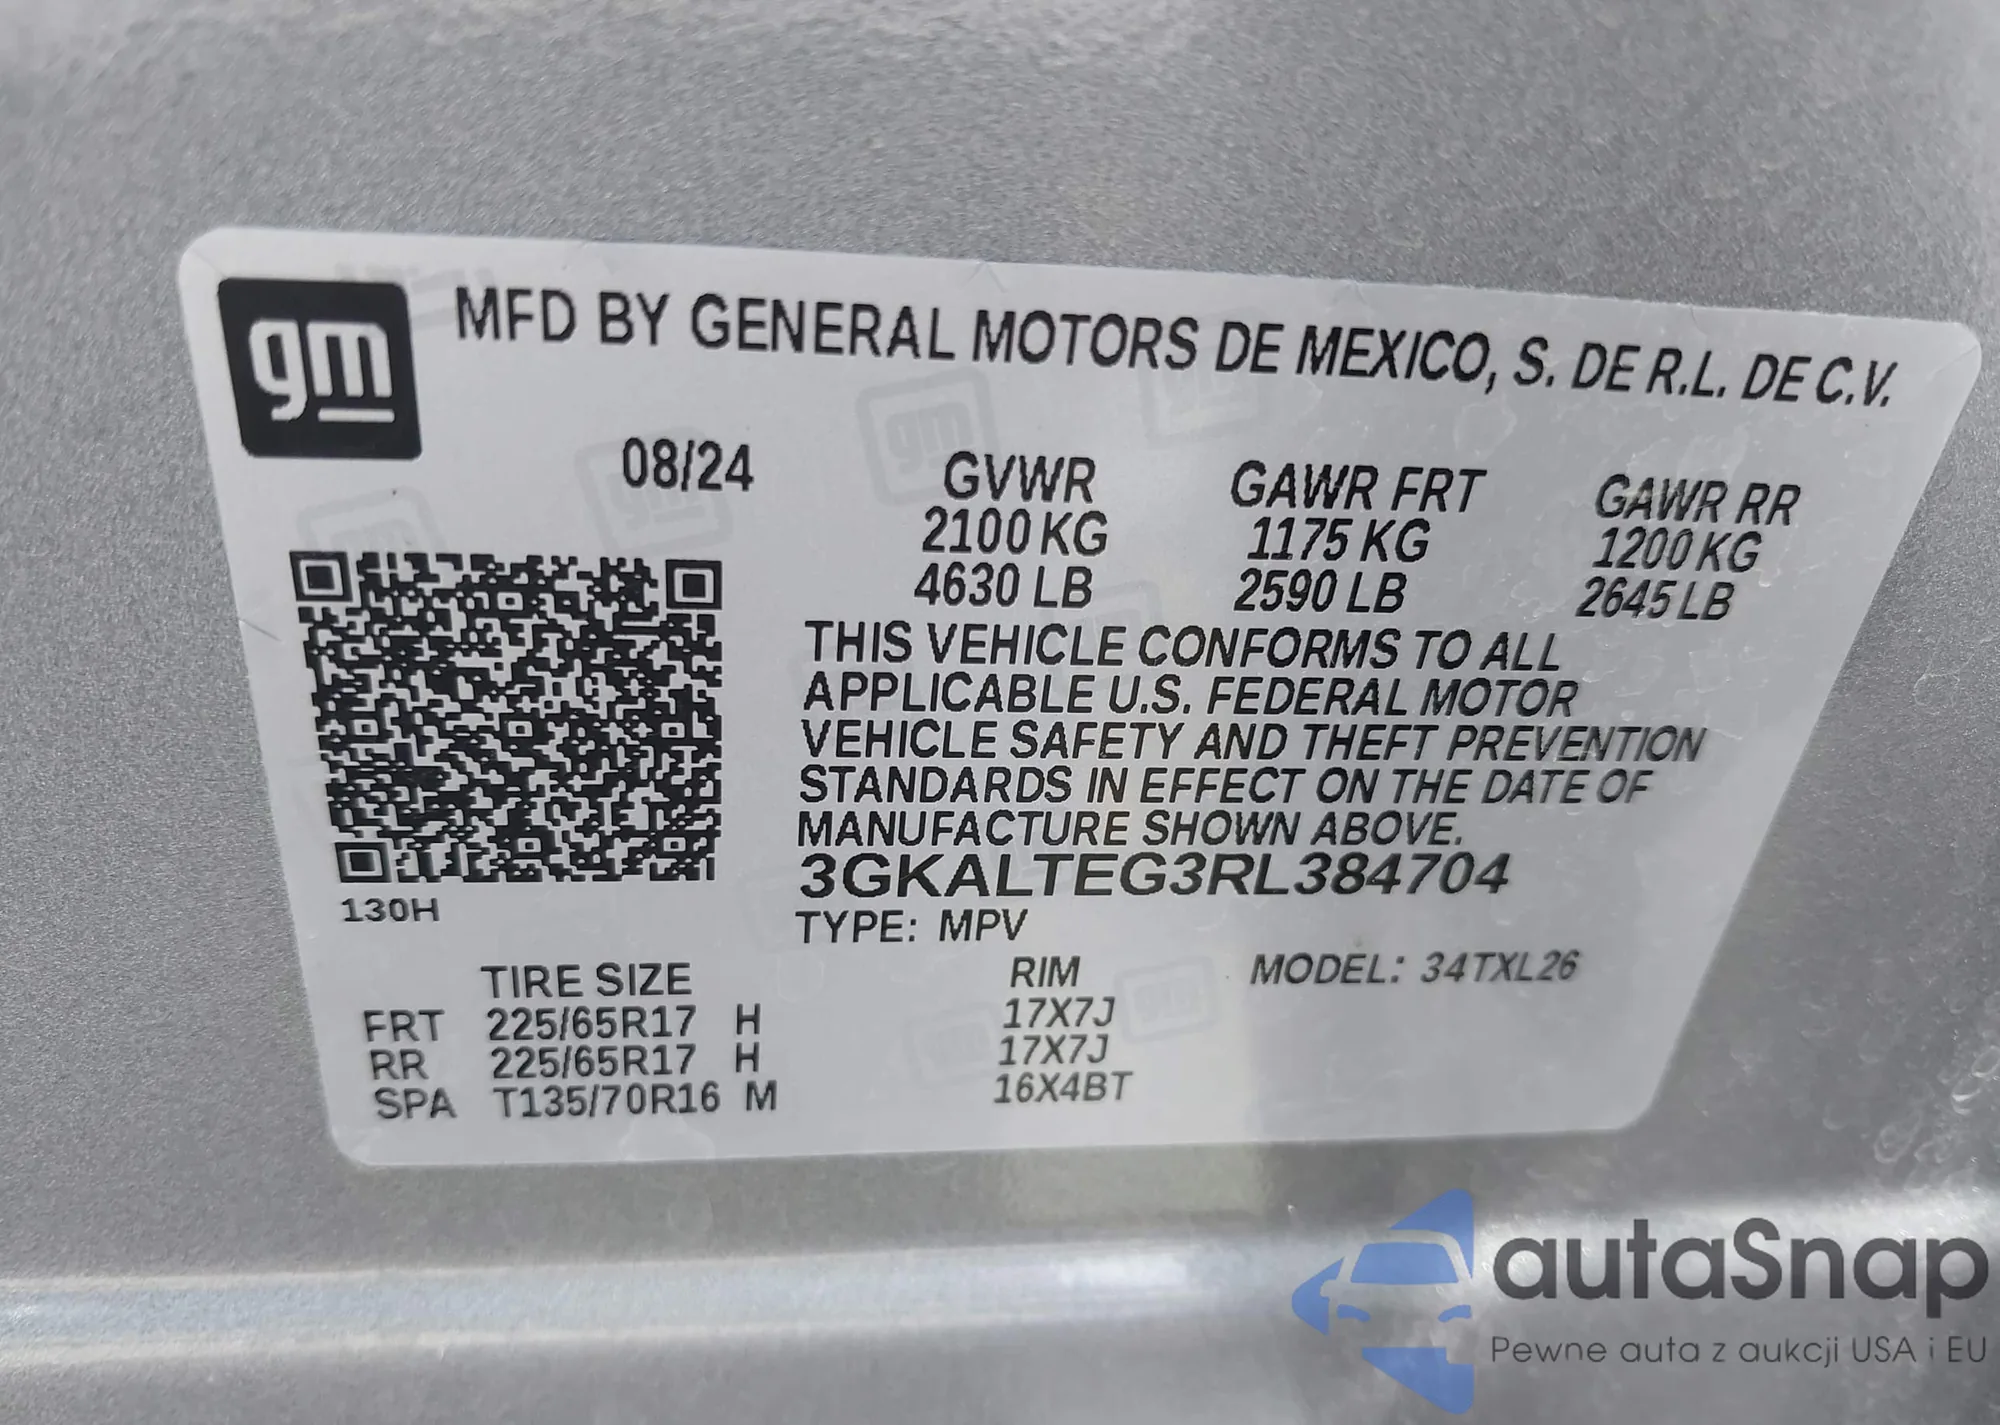 gm
MFD BY GENERAL MOTORS DE MEXICO, S. DE R.L. DE C.V.
08/24
GVWR GAWR FRT GAWR RR
2100 KG 1175 KG 1200 KG
4630 LB 2590 LB 2645 LB
THIS VEHICLE CONFORMS TO ALL
APPLICABLE U.S. FEDERAL MOTOR
VEHICLE SAFETY AND THEFT PREVENTION
STANDARDS IN EFFECT ON THE DATE OF
MANUFACTURE SHOWN ABOVE.
3GKALTEG3RL384704
130H
TYPE: MPV
TIRE SIZE RIM MODEL: 34TXL26
FRT 225/65R17 H 17X7J
RR 225/65R17 H 17X7J
SPA T135/70R16 M 16X4BT
autaSnap
Pewne auta z aukcji USA i EU